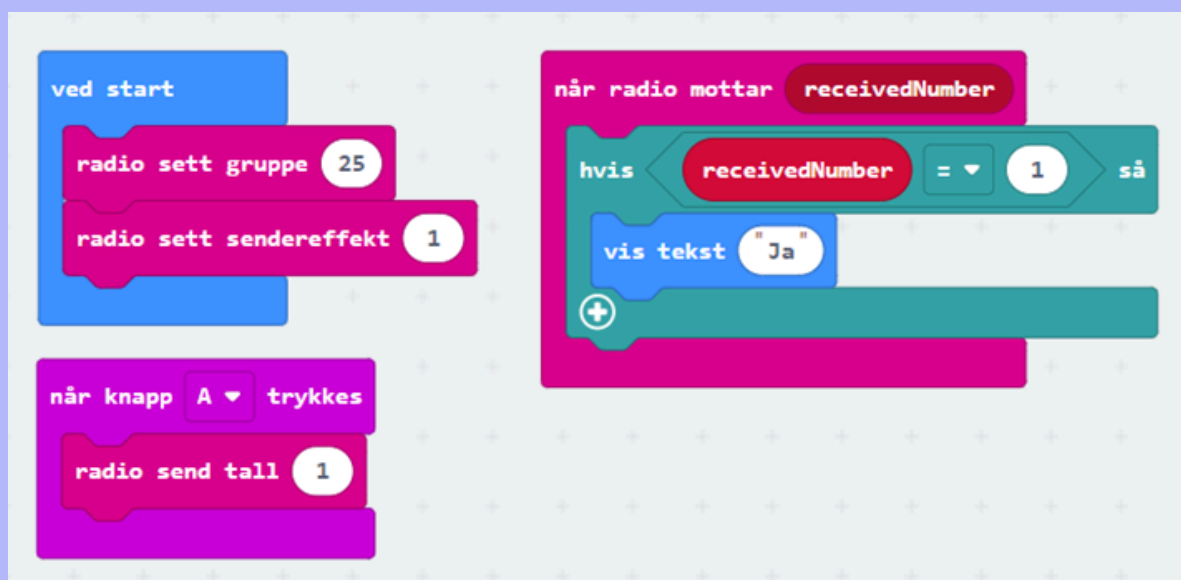 ved start
radio sett gruppe 25
radio sett sendereffekt 1
når knapp A trykkes
radio send tall 1
når radio mottar receivedNumber
hvis receivedNumber = 1 så
vis tekst "Ja"